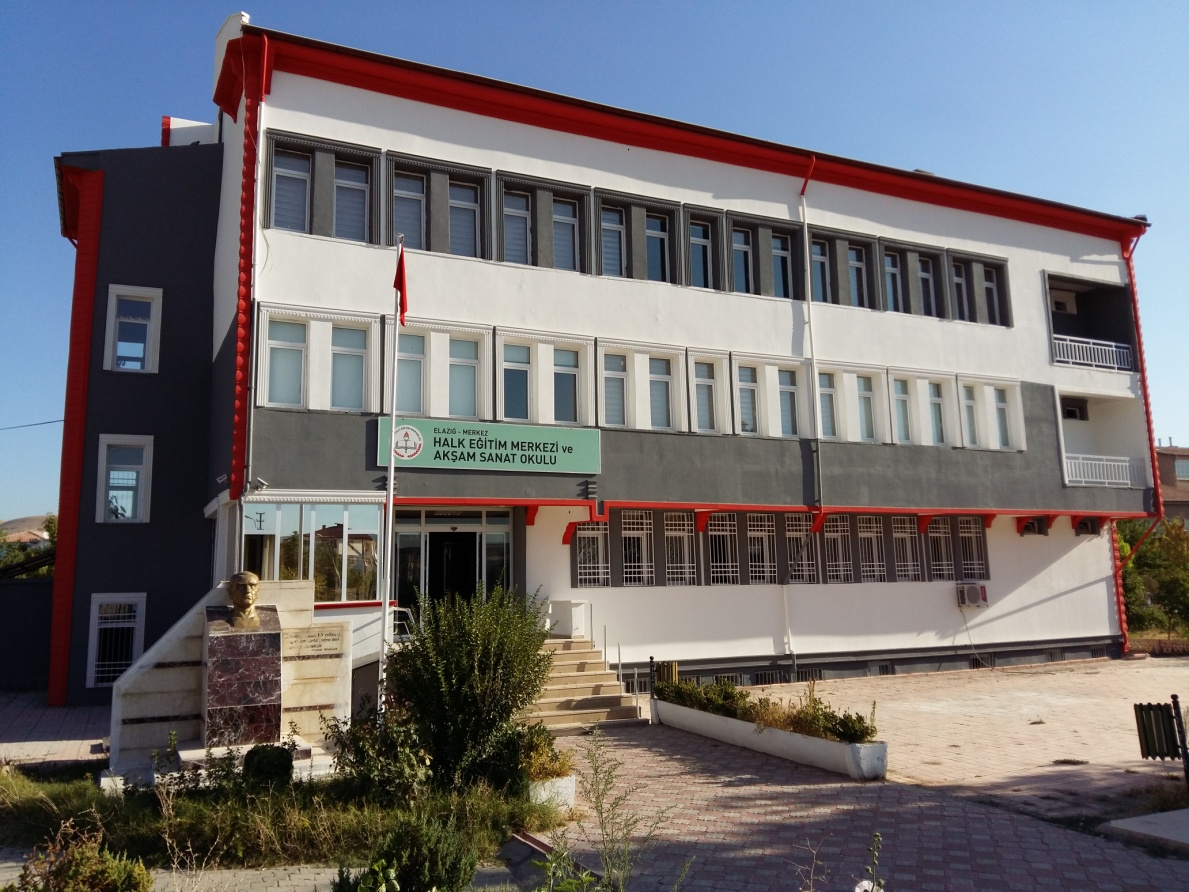 ELAZIĞ - MERKEZ
HALK EĞİTİM MERKEZİ ve
AKŞAM SANAT OKULU